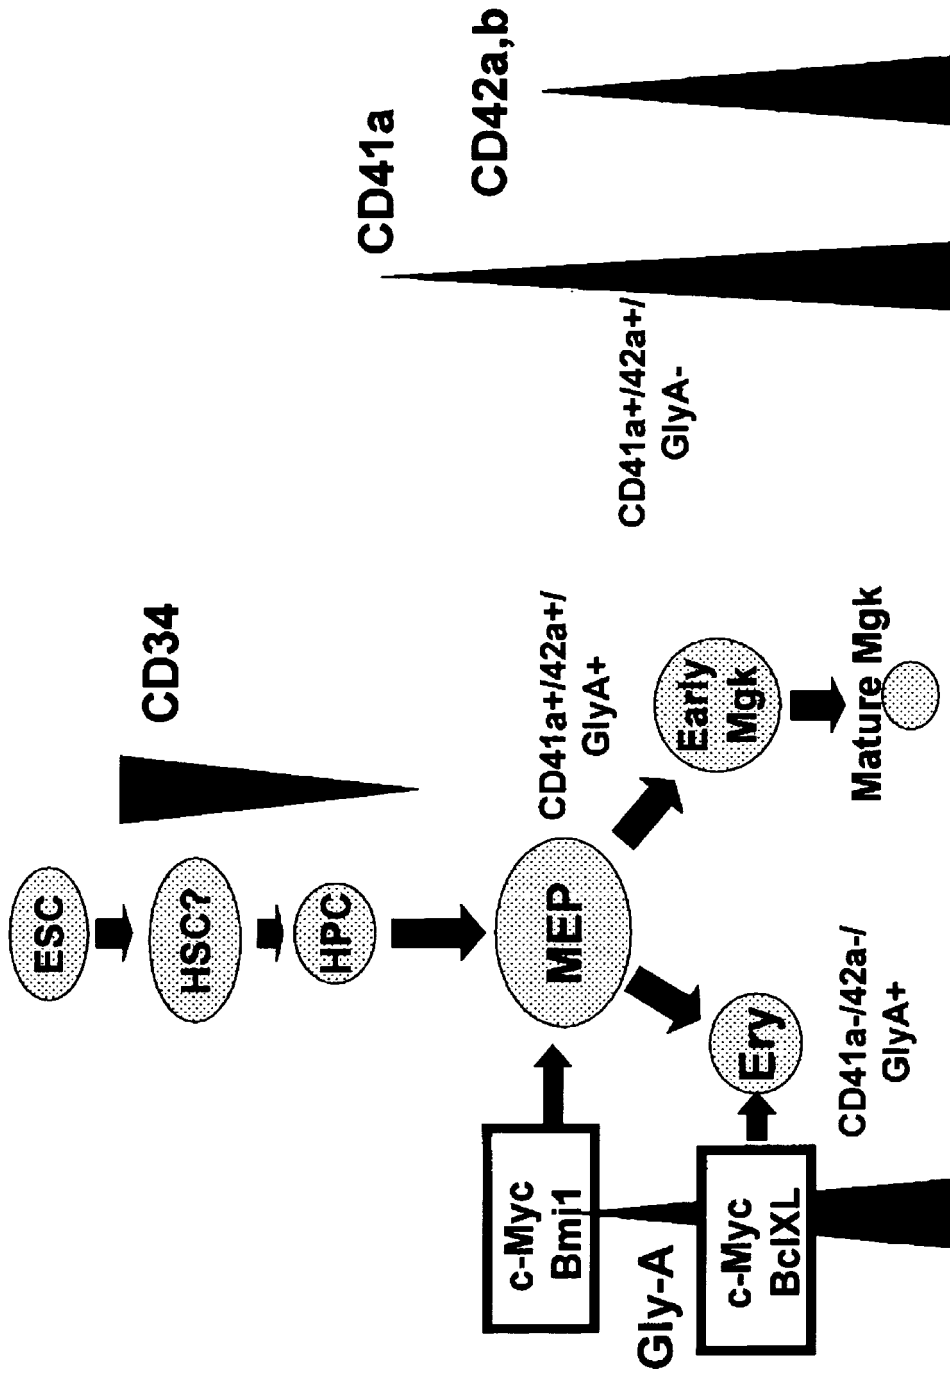 ESC
HSC?
HPC
CD34
CD41a
CD42a,b
c-Myc
Bmi1
MEP
CD41a+/42a+/
GlyA+
CD41a+/42a+/
GlyA-
Gly-A
c-Myc
BclXL
Ery
Early
Mgk
CD41a-/42a-/
GlyA+
Mature Mgk